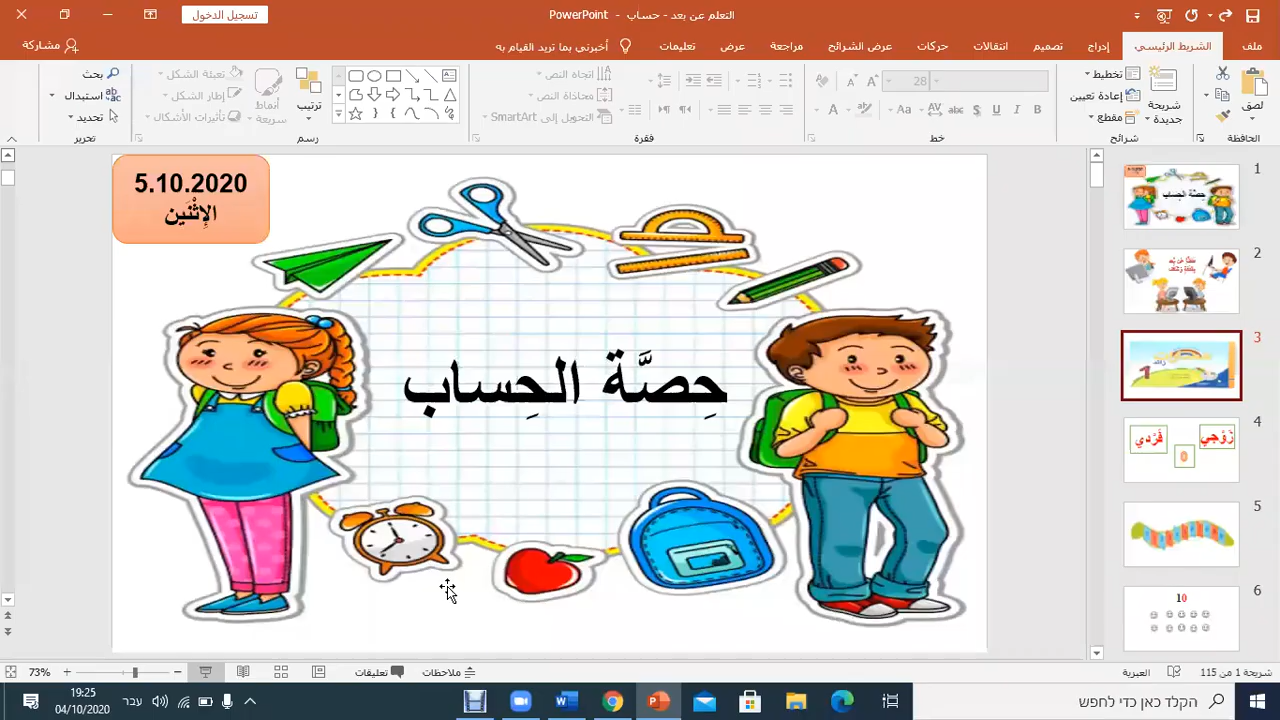 التعلم عن بعد - حساب - PowerPoint
تسجيل الدخول
ملف
الشريط الرئيسي
إدراج
تصميم
انتقالات
حركات
عرض الشرائح
مراجعة
عرض
تعليمات
أخبرني بما تريد القيام به
مشاركة
لصق
الحافظة
شريحة جديدة
تخطيط
إعادة تعيين
مقطع
شرائح
28
خط
فقرة
اتجاه النص
محاذاة النص
التحويل إلى SmartArt
رسم
ترتيب
أنماط سريعة
تعبئة الشكل
إطار الشكل
تأثيرات الأشكال
بحث
استبدال
تحديد
تحرير
5.10.2020
الإِثْنَين
حِصَّة الحِساب
1
حِصَّة الحِساب
2
3
4
زَوْجي
فَرْدي
0
5
6
10
شريحة 1 من 115
العبرية
ملاحظات
تعليقات
73%
הקלד כאן כדי לחפש
עבר
19:25
04/10/2020